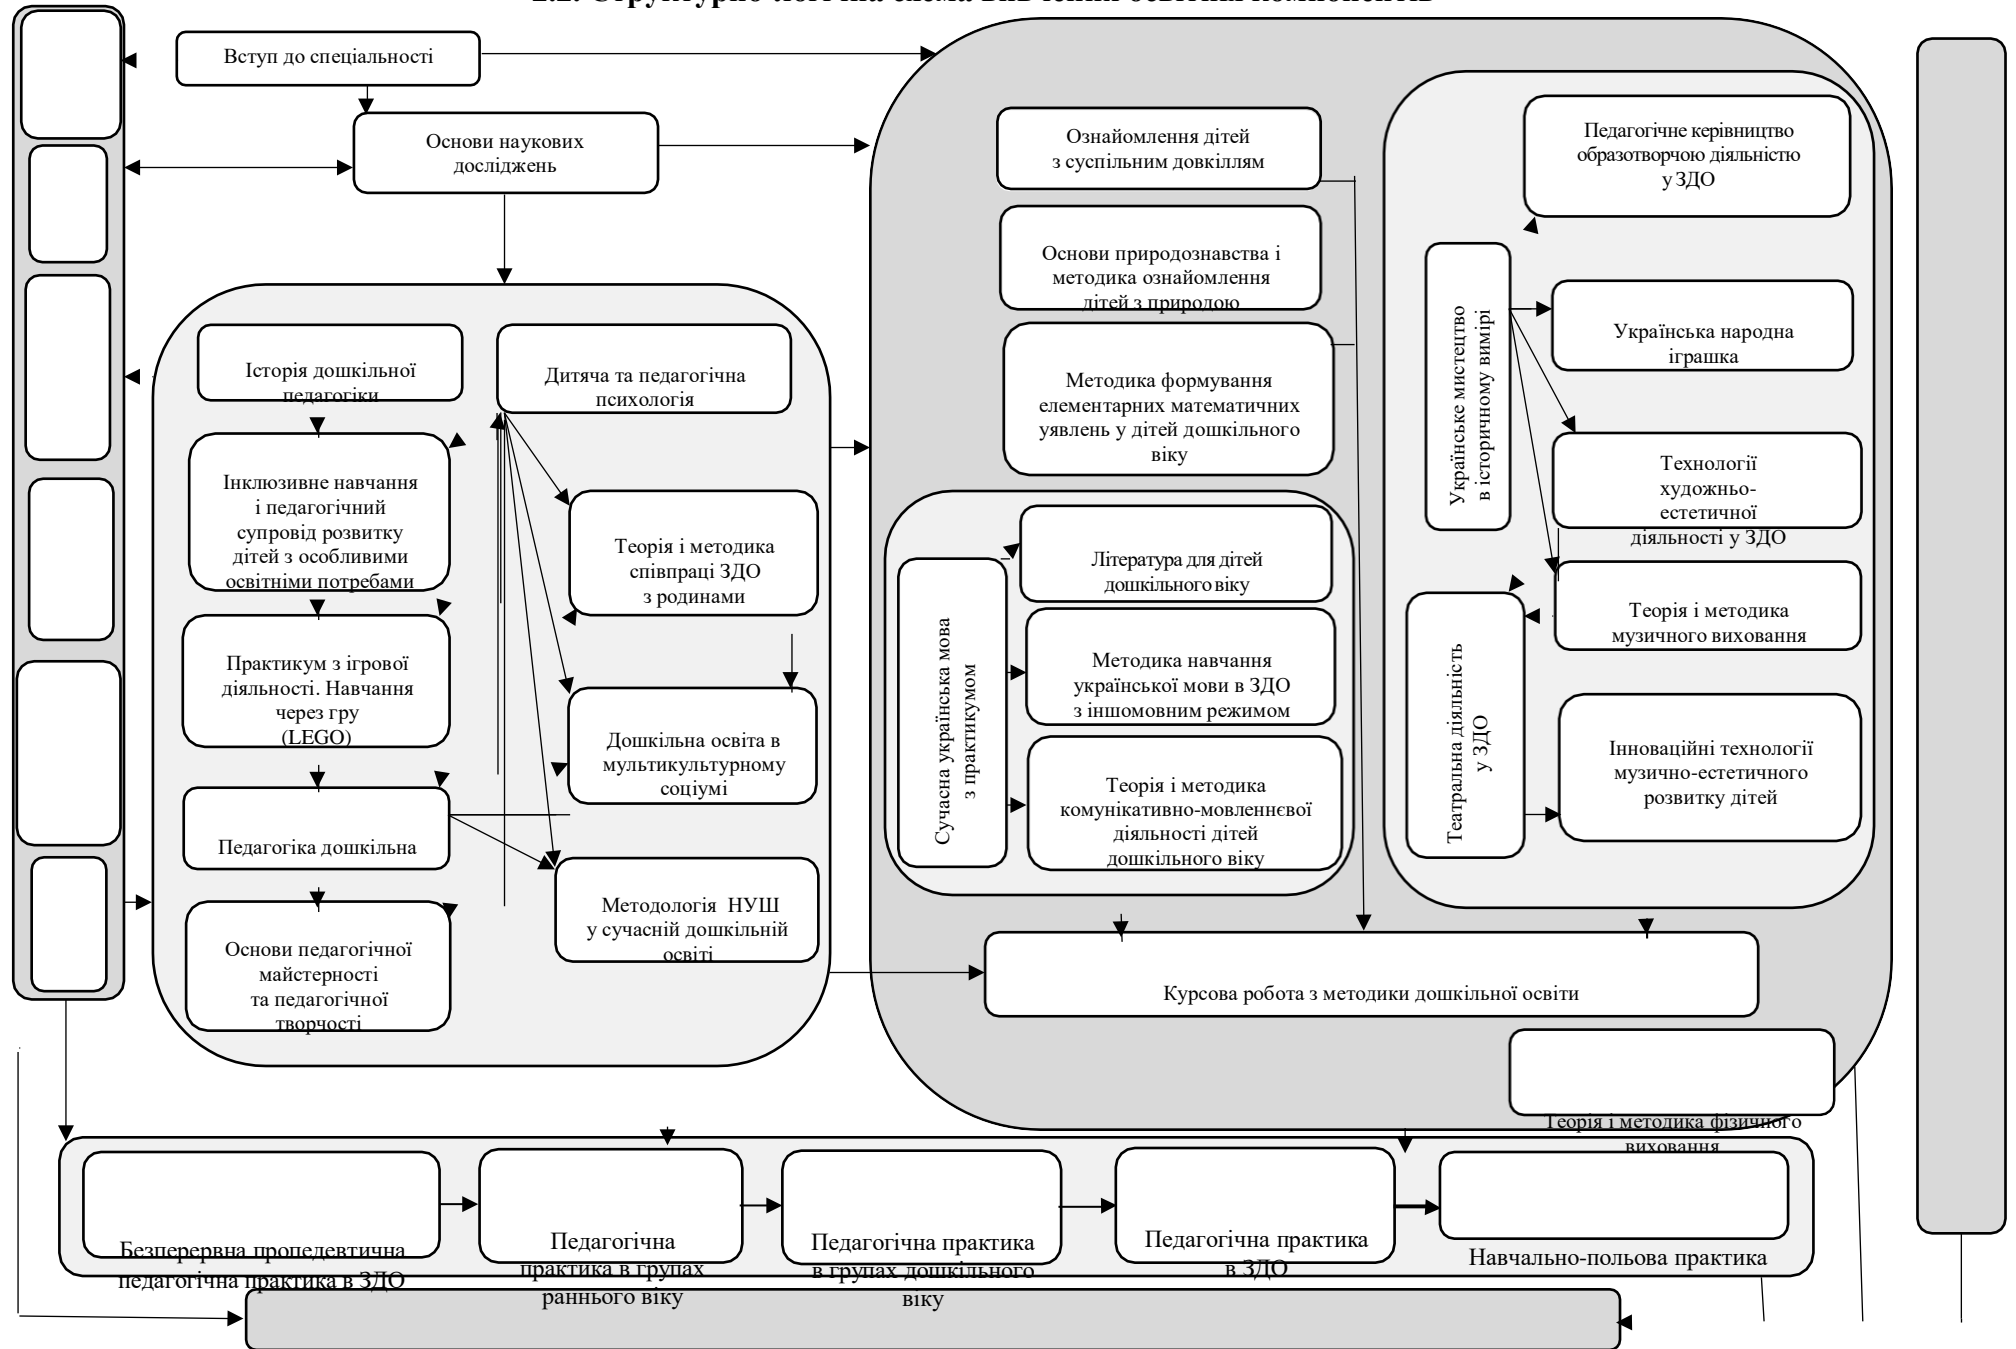 2.2. Структурно-логічна схема вивчення освітніх компонентів
Вступ до спеціальності
Основи наукових
досліджень
Історія дошкільної
педагогіки
Дитяча та педагогічна
психологія
Інклюзивне навчання
і педагогічний
супровід розвитку
дітей з особливими
освітніми потребами
Теорія і методика
співпраці ЗДО
з родинами
Практикум з ігрової
діяльності. Навчання
через гру
(LEGO)
Дошкільна освіта в
мультикультурному
соціумі
Педагогіка дошкільна
Методологія НУШ
у сучасній дошкільній
освіті
Основи педагогічної
майстерності
та педагогічної
творчості
Ознайомлення дітей
з суспільним довкіллям
Основи природознавства і
методика ознайомлення
дітей з природою
Методика формування
елементарних математичних
уявлень у дітей дошкільного
віку
Сучасна українська мова
з практикумом
Література для дітей
дошкільного віку
Методика навчання
української мови в ЗДО
з іншомовним режимом
Теорія і методика
комунікативно-мовленнєвої
діяльності дітей
дошкільного віку
Педагогічне керівництво
образотворчою діяльністю
у ЗДО
Українське мистецтво
в історичному вимірі
Українська народна
іграшка
Технології
художньо-
естетичної
діяльності у ЗДО
Теорія і методика
музичного виховання
Театральна діяльність
у ЗДО
Інноваційні технології
музично-естетичного
розвитку дітей
Курсова робота з методики дошкільної освіти
Теорія і методика фізичного
виховання
Безперервна пропедевтична
педагогічна практика в ЗДО
Педагогічна
практика в групах
раннього віку
Педагогічна практика
в групах дошкільного
віку
Педагогічна практика
в ЗДО
Навчально-польова практика